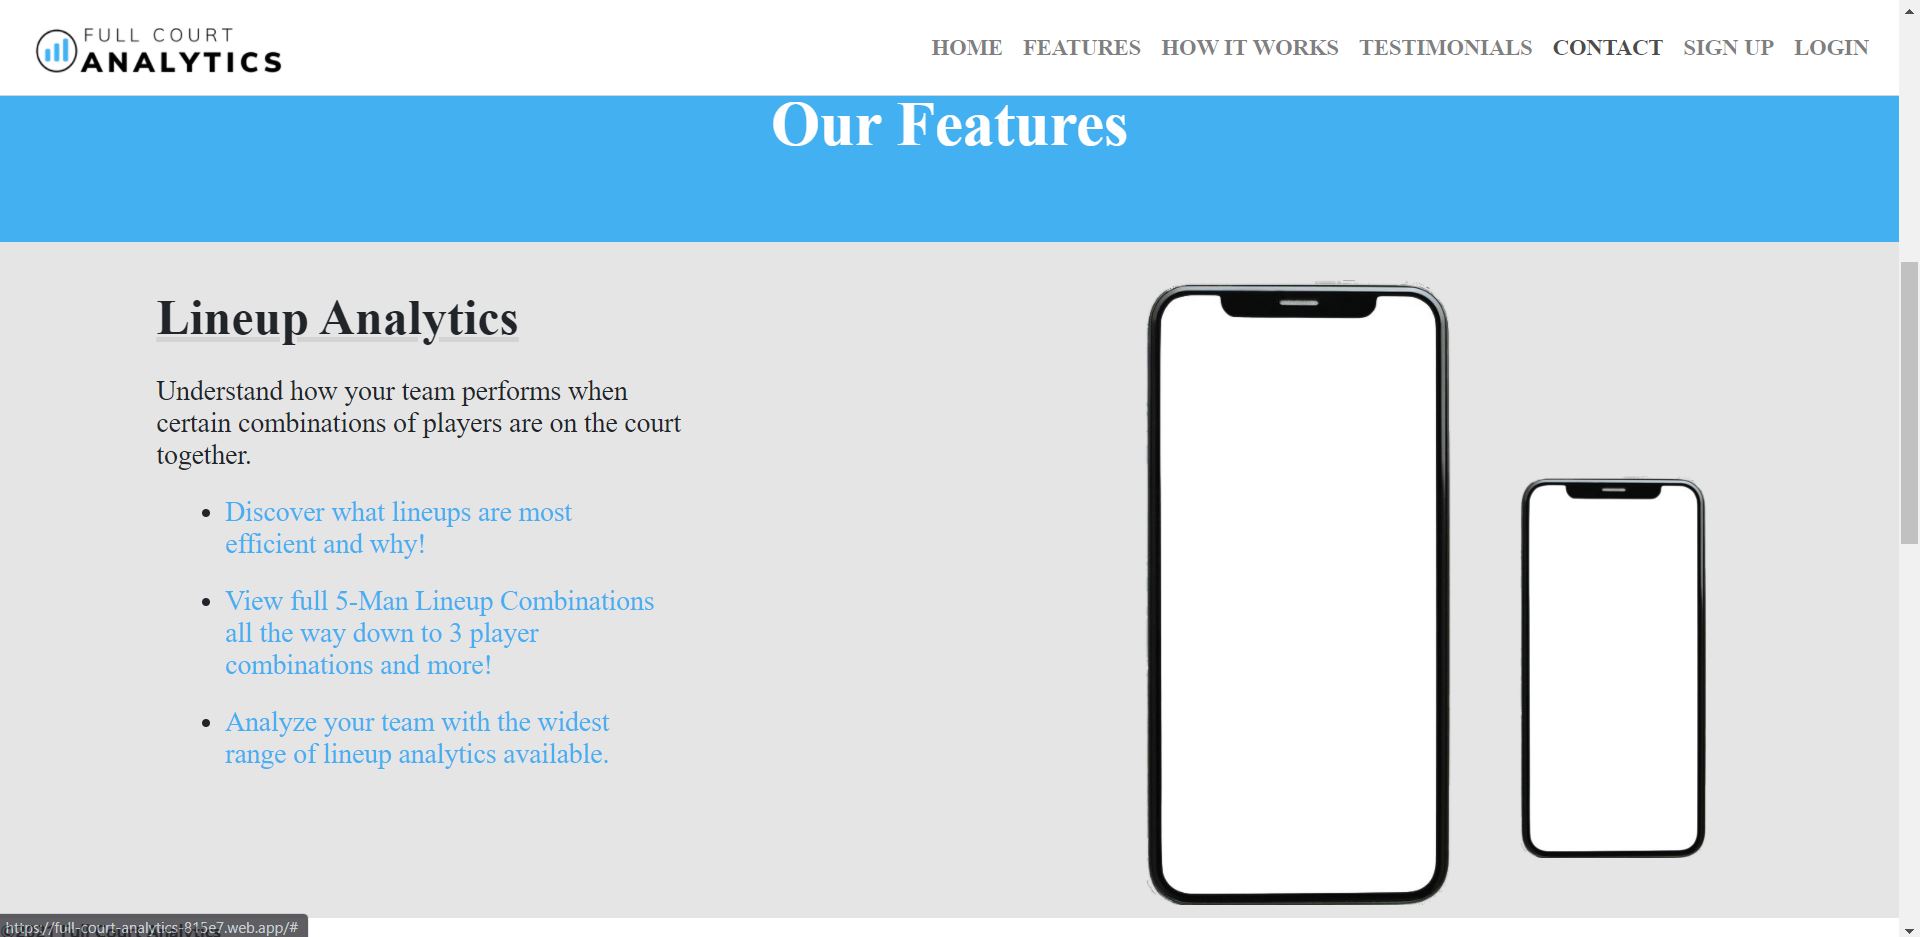 FULL COURT
ANALYTICS
HOME FEATURES HOW IT WORKS TESTIMONIALS CONTACT SIGN UP LOGIN
Our Features
Lineup Analytics
Understand how your team performs when
certain combinations of players are on the court
together.
Discover what lineups are most
efficient and why!
View full 5-Man Lineup Combinations
all the way down to 3 player
combinations and more!
Analyze your team with the widest
range of lineup analytics available.
https://full-court-analytics-815e7.web.app/#